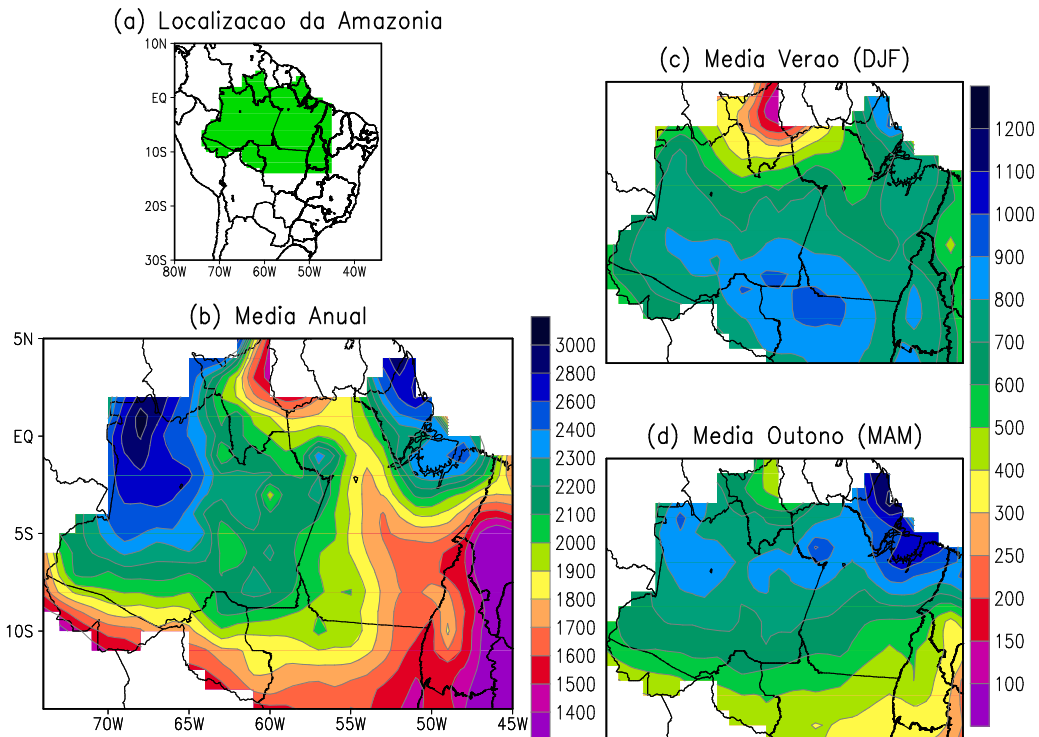 (a) Localizacao da Amazonia
10N
EQ
10S
20S
30S
80W 70W 60W 50W 40W
(b) Media Anual
5N
EQ
5S
10S
70W 65W 60W 55W 50W 45W
3000
2800
2600
2400
2300
2200
2100
2000
1900
1800
1700
1600
1500
1400
(c) Media Verao (DJF)
(d) Media Outono (MAM)
1200
1100
1000
900
800
700
600
500
400
300
250
200
150
100